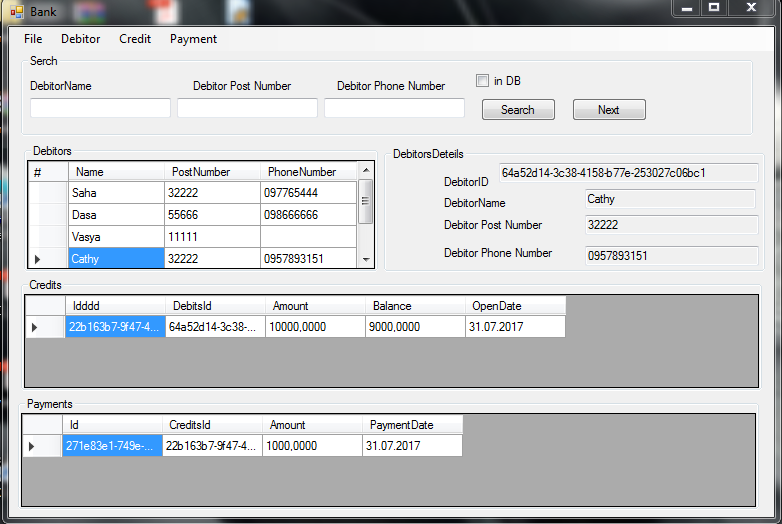 Bank
File Debitor Credit Payment
Serch
DebitorName Debitor Post Number Debitor Phone Number in DB
Search Next
Debitors
# Name PostNumber PhoneNumber
Saha 32222 097765444
Dasa 55666 098666666
Vasya 11111
Cathy 32222 0957893151
DebitorsDeteils
DebitorID 64a52d14-3c38-4158-b77e-253027c06bc1
DebitorName Cathy
Debitor Post Number 32222
Debitor Phone Number 0957893151
Credits
Idddd DebitsId Amount Balance OpenDate
22b163b7-9f47-4... 64a52d14-3c38-... 10000,0000 9000,0000 31.07.2017
Payments
Id CreditsId Amount PaymentDate
271e83e1-749e-... 22b163b7-9f47-4... 1000,0000 31.07.2017